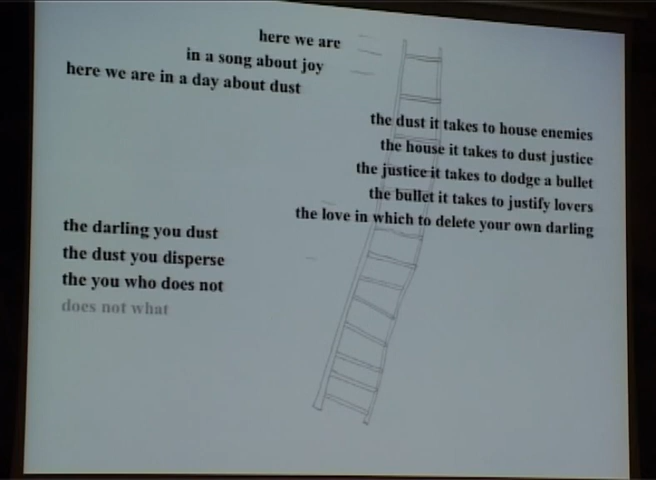 here we are
in a song about joy
here we are in a day about dust
the dust it takes to house enemies
the house it takes to dust justice
the justice it takes to dodge a bullet
the bullet it takes to justify lovers
the love in which to delete your own darling
the darling you dust
the dust you disperse
the you who does not
does not what